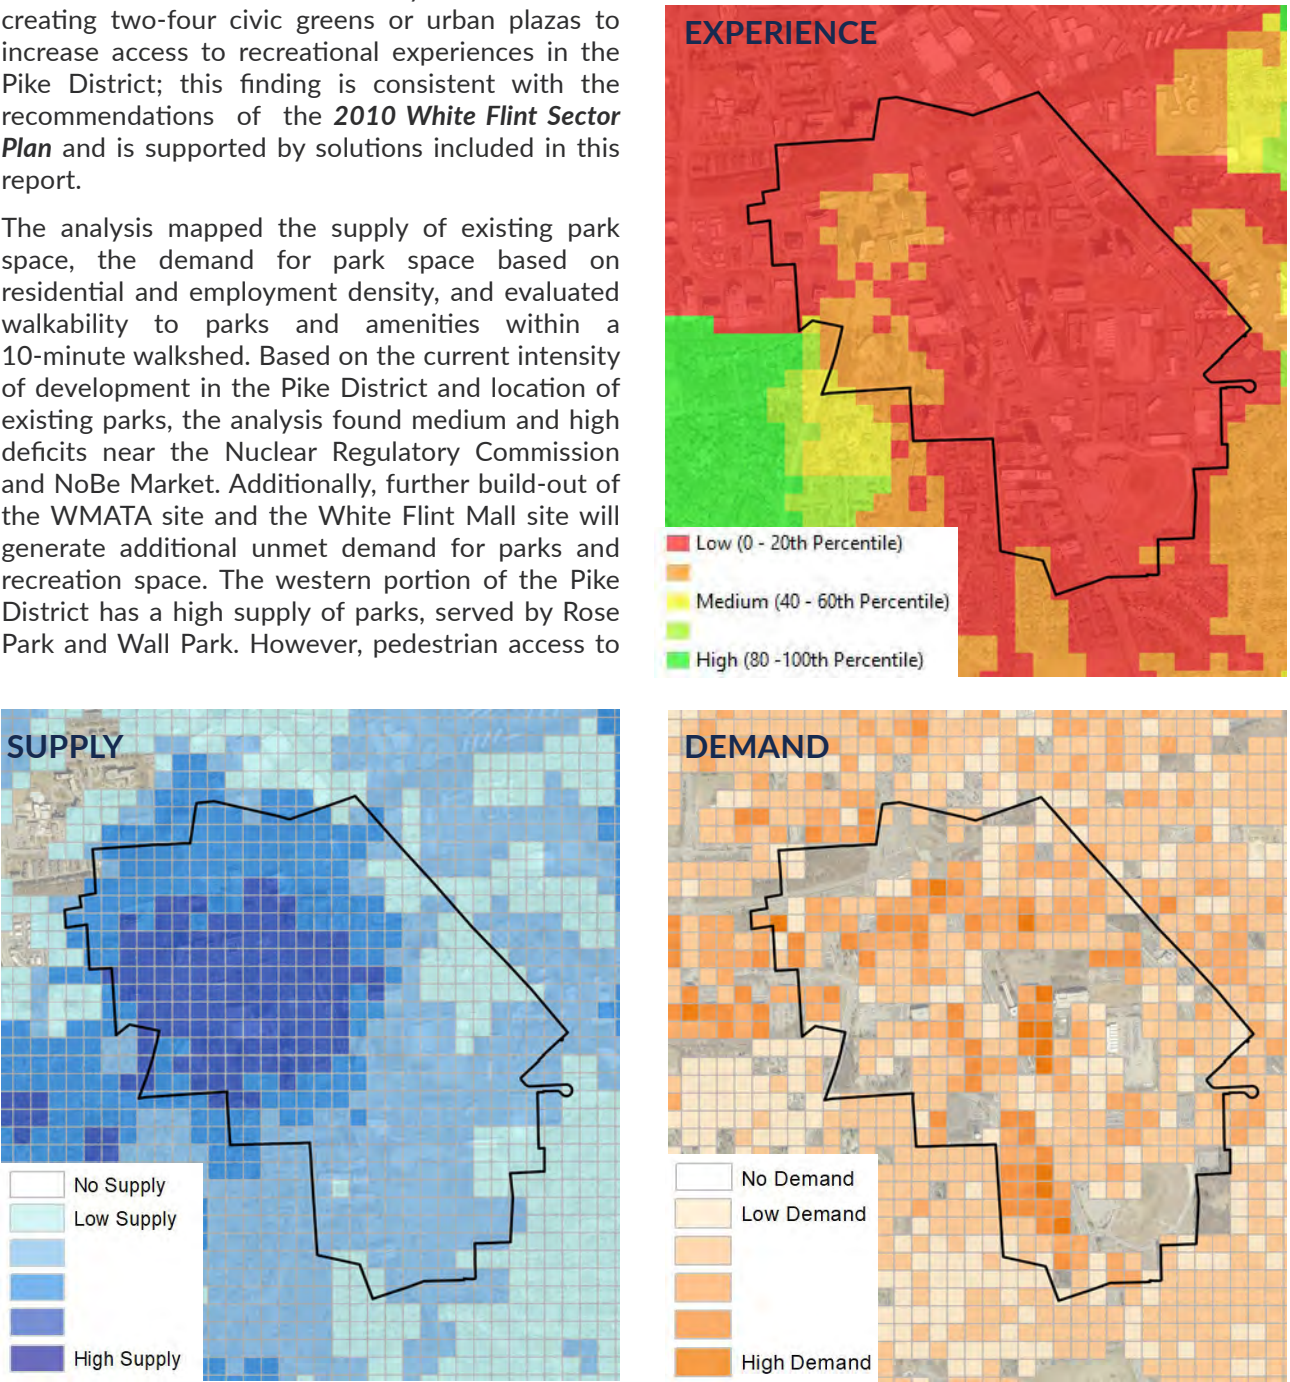 creating two-four civic greens or urban plazas to
increase access to recreational experiences in the
Pike District; this finding is consistent with the
recommendations of the 2010 White Flint Sector
Plan and is supported by solutions included in this
report.
The analysis mapped the supply of existing park
space, the demand for park space based on
residential and employment density, and evaluated
walkability to parks and amenities within a
10-minute walkshed. Based on the current intensity
of development in the Pike District and location of
existing parks, the analysis found medium and high
deficits near the Nuclear Regulatory Commission
and NoBe Market. Additionally, further build-out of
the WMATA site and the White Flint Mall site will
generate additional unmet demand for parks and
recreation space. The western portion of the Pike
District has a high supply of parks, served by Rose
Park and Wall Park. However, pedestrian access to
EXPERIENCE
Low (0 - 20th Percentile)
Medium (40 - 60th Percentile)
High (80 -100th Percentile)
SUPPLY
No Supply
Low Supply
High Supply
DEMAND
No Demand
Low Demand
High Demand